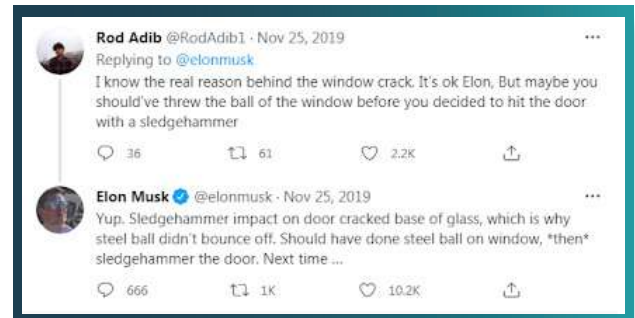 Rod Adib @RodAdib1 · Nov 25, 2019
Replying to @elonmusk
I know the real reason behind the window crack. It's ok Elon, But maybe you
should've threw the ball of the window before you decided to hit the door
with a sledgehammer
36 61 2.2K
Elon Musk @elonmusk · Nov 25, 2019
Yup. Sledgehammer impact on door cracked base of glass, which is why
steel ball didn't bounce off. Should have done steel ball on window, *then*
sledgehammer the door. Next time ...
666 1K 10.2K